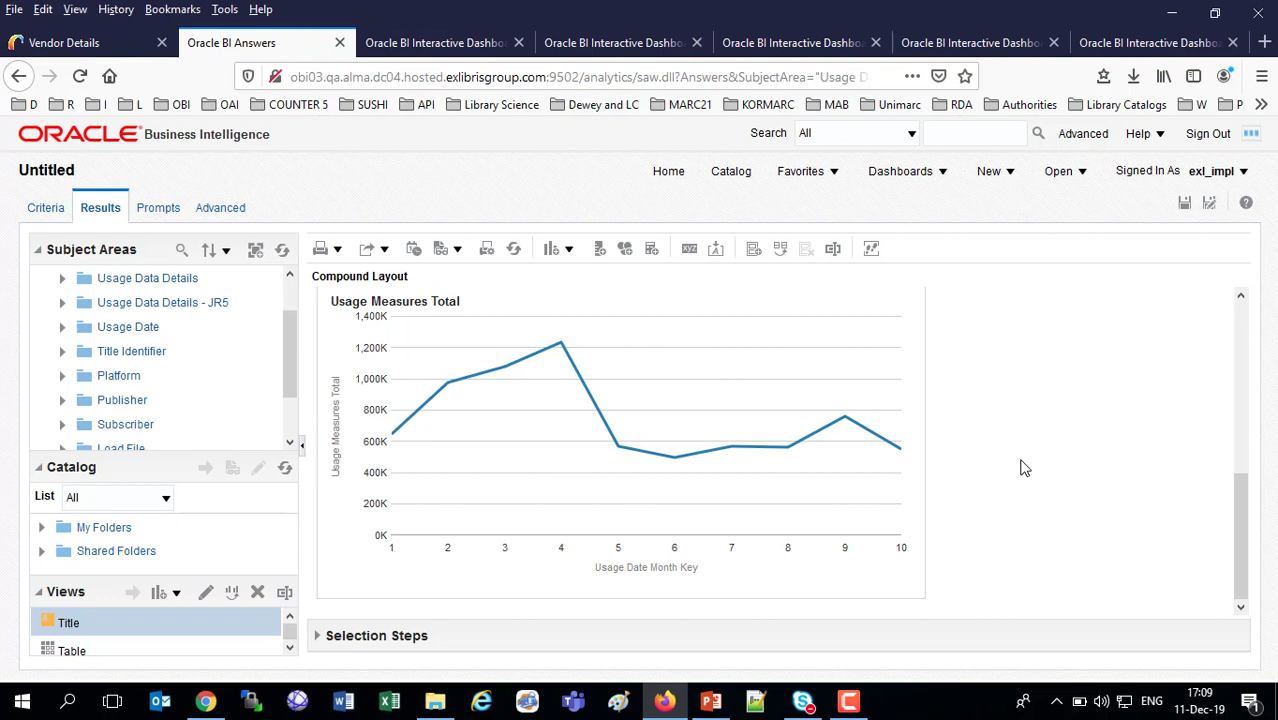 File Edit View History Bookmarks Tools Help
Vendor Details
Oracle BI Answers
Oracle BI Interactive Dashbo
Oracle BI Interactive Dashbo
Oracle BI Interactive Dashbo
Oracle BI Interactive Dashbo
Oracle BI Interactive Dashbo
obi03.qa.alma.dc04.hosted.exlibrisgroup.com:9502/analytics/saw.dll?Answers&SubjectArea="Usage D
D R I L OBI OAI COUNTER 5 SUSHI API Library Science Dewey and LC MARC21 KORMARC MAB Unimarc RDA Authorities Library Catalogs W P
ORACLE Business Intelligence
Search All Advanced Help Sign Out
Untitled
Home Catalog Favorites Dashboards New Open Signed In As exl_impl
Criteria Results Prompts Advanced
Subject Areas
Usage Data Details
Usage Data Details - JR5
Usage Date
Title Identifier
Platform
Publisher
Subscriber
Load File
Catalog
List All
My Folders
Shared Folders
Views
Title
Table
XYZ
Compound Layout
Usage Measures Total
1,400K
1,200K
1,000K
800K
600K
400K
200K
0K
Usage Measures Total
1 2 3 4 5 6 7 8 9 10
Usage Date Month Key
Selection Steps
ENG
17:09
11-Dec-19